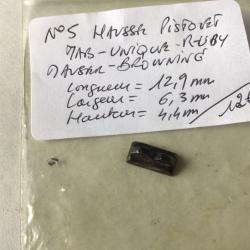 N°5 HAUSSE PISTOLET
MAB-UNIQUE-RUBY
MAUSER-BROWNING
Longueur = 12,9 mm
Largeur = 6,3 mm
Hauteur = 4,4 mm